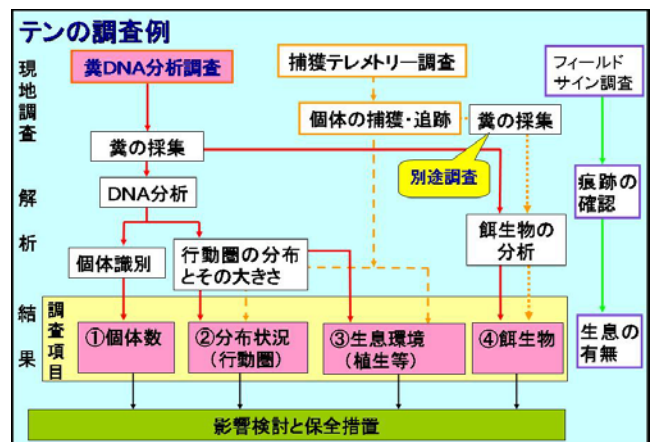 テンの調査例
現地調査
糞DNA分析調査
捕獲テレメトリー調査
フィールド
サイン調査
個体の捕獲・追跡
糞の採集
糞の採集
別途調査
痕跡の
確認
解析
DNA分析
餌生物の
分析
個体識別
行動圏の分布
とその大きさ
結果
調査項目
①個体数
②分布状況
(行動圏)
③生息環境
(植生等)
④餌生物
生息の
有無
影響検討と保全措置